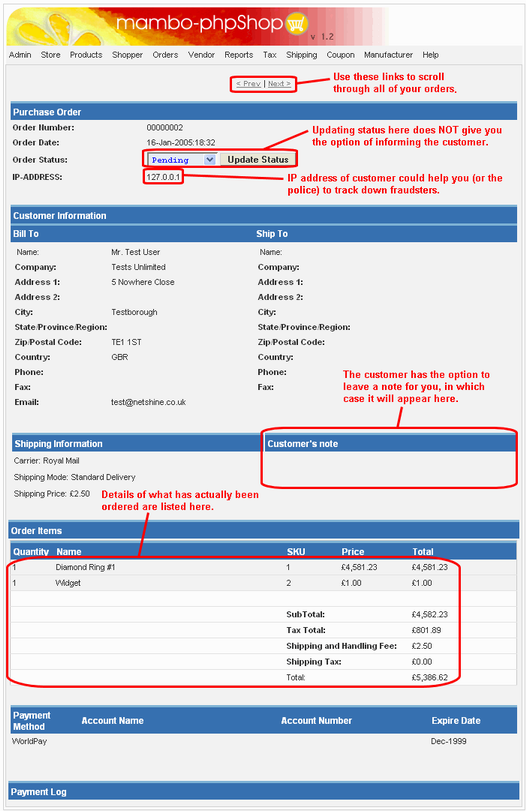 mambo-phpShop v 1.2
Admin Store Products Shopper Orders Vendor Reports Tax Shipping Coupon Manufacturer Help
< Prev | Next >
Use these links to scroll
through all of your orders.
Purchase Order
Order Number: 00000002
Order Date: 16-Jan-2005:18:32
Order Status: Pending Update Status
Updating status here does NOT give you
the option of informing the customer.
IP-ADDRESS: 127.0.0.1
IP address of customer could help you (or the
police) to track down fraudsters.
Customer Information
Bill To Ship To
Name: Mr. Test User Name:
Company: Tests Unlimited Company:
Address 1: 5 Nowhere Close Address 1:
Address 2: Address 2:
City: Testborough City:
State/Province/Region: State/Province/Region:
Zip/Postal Code: TE1 1ST Zip/Postal Code:
Country: GBR Country:
Phone: Phone:
Fax: Fax:
Email: test@netshine.co.uk
The customer has the option to
leave a note for you, in which
case it will appear here.
Shipping Information Customer's note
Carrier: Royal Mail
Shipping Mode: Standard Delivery
Shipping Price: £2.50
Details of what has actually been
ordered are listed here.
Order Items
Quantity Name SKU Price Total
1 Diamond Ring #1 1 £4,581.23 £4,581.23
1 Widget 2 £1.00 £1.00
SubTotal: £4,582.23
Tax Total: £801.89
Shipping and Handling Fee: £2.50
Shipping Tax: £0.00
Total: £5,386.62
Payment
Method Account Name Account Number Expire Date
WorldPay Dec-1999
Payment Log